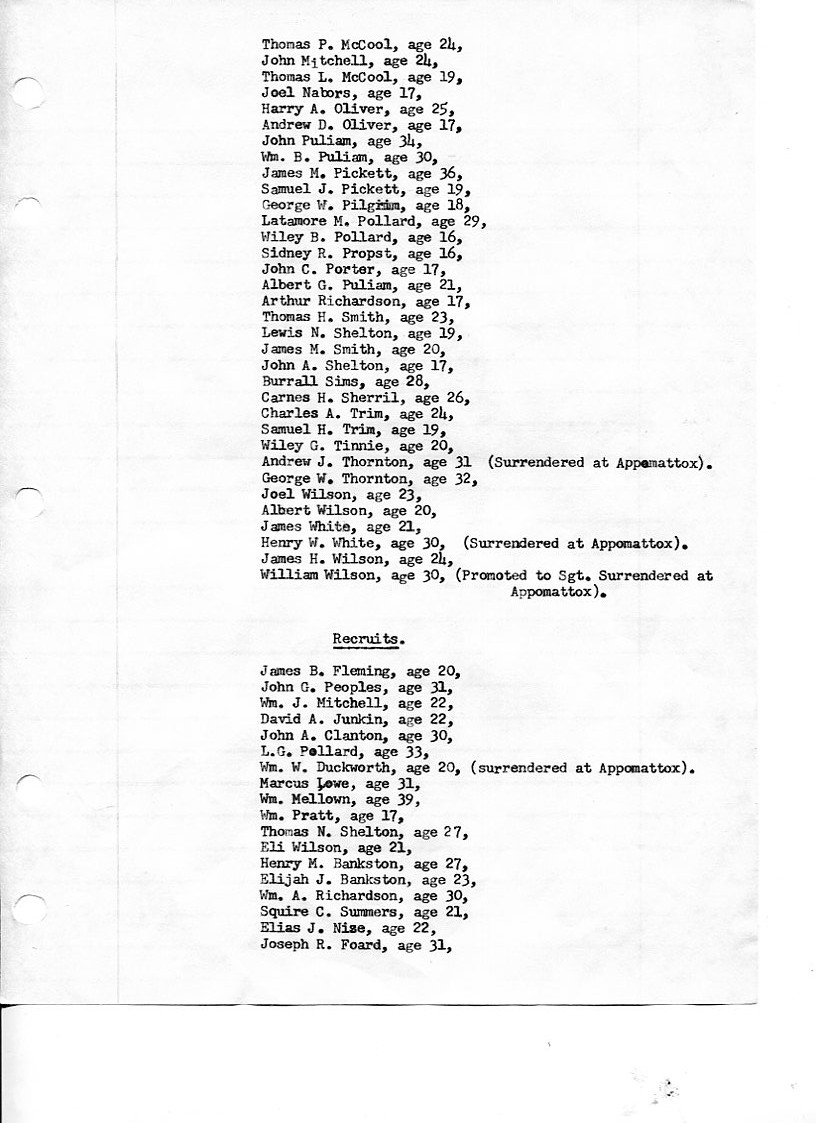 Thomas P. McCool, age 24,
John Mitchell, age 24,
Thomas L. McCool, age 19,
Joel Nabors, age 17,
Harry A. Oliver, age 25,
Andrew D. Oliver, age 17,
John Puliam, age 34,
Wm. B. Puliam, age 30,
James M. Pickett, age 36,
Samuel J. Pickett, age 19,
George W. Pilgrim, age 18,
Latamore M. Pollard, age 29,
Wiley B. Pollard, age 16,
Sidney R. Propst, age 16,
John C. Porter, age 17,
Albert G. Puliam, age 21,
Arthur Richardson, age 17,
Thomas H. Smith, age 23,
Lewis N. Shelton, age 19,
James M. Smith, age 20,
John A. Shelton, age 17,
Burrall Sims, age 28,
Carnes H. Sherril, age 26,
Charles A. Trim, age 24,
Samuel H. Trim, age 19,
Wiley G. Tinnie, age 20,
Andrew J. Thornton, age 31 (Surrendered at Appomattox).
George W. Thornton, age 32,
Joel Wilson, age 23,
Albert Wilson, age 20,
James White, age 21,
Henry W. White, age 30, (Surrendered at Appomattox).
James H. Wilson, age 24,
William Wilson, age 30, (Promoted to Sgt. Surrendered at
Appomattox).
Recruits.
James B. Fleming, age 20,
John G. Peoples, age 31,
Wm. J. Mitchell, age 22,
David A. Junkin, age 22,
John A. Clanton, age 30,
L.G. Pollard, age 33,
Wm. W. Duckworth, age 20, (surrendered at Appomattox).
Marcus Lowe, age 31,
Wm. Mellown, age 39,
Wm. Pratt, age 17,
Thomas N. Shelton, age 27,
Eli Wilson, age 21,
Henry M. Bankston, age 27,
Elijah J. Bankston, age 23,
Wm. A. Richardson, age 30,
Squire C. Summers, age 21,
Elias J. Nise, age 22,
Joseph R. Foard, age 31,